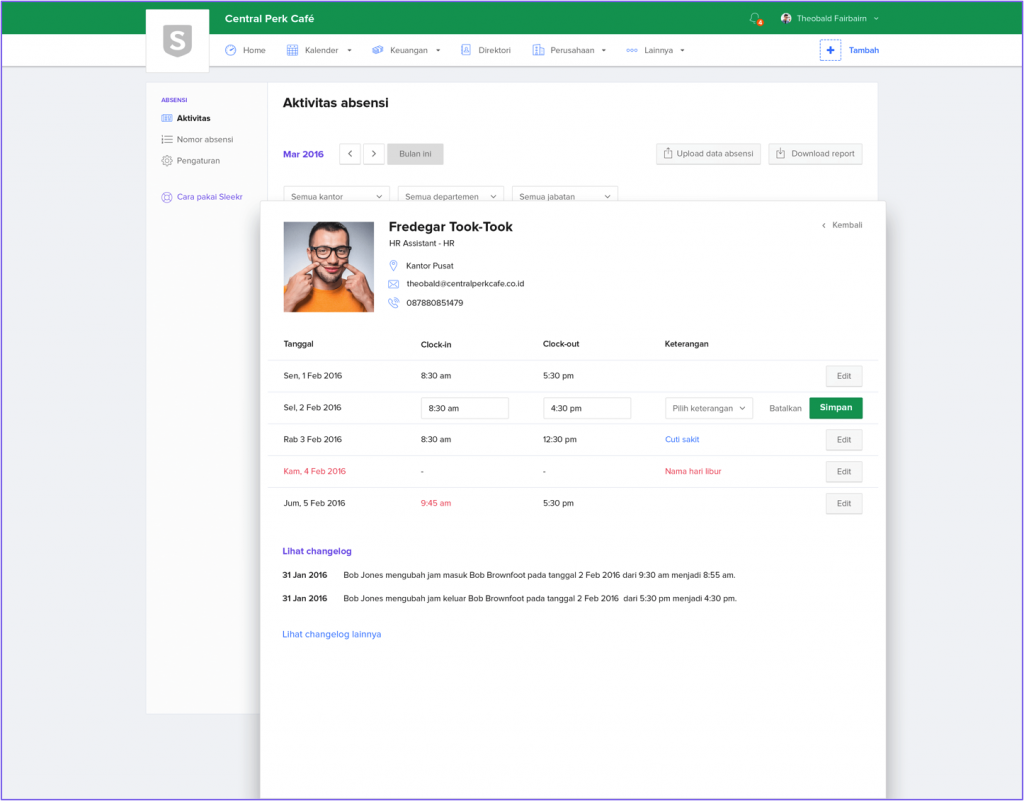 Central Perk Café
4
Theobald Fairbairn
S
Home
Kalender
Keuangan
Direktori
Perusahaan
Lainnya
+ Tambah
ABSENSI
Aktivitas
Nomor absensi
Pengaturan
Cara pakai Sleekr
Aktivitas absensi
Mar 2016
Bulan ini
Upload data absensi
Download report
Semua kantor
Semua departemen
Semua jabatan
Fredegar Took-Took
Kembali
HR Assistant - HR
Kantor Pusat
theobald@centralperkcafe.co.id
087880851479
Tanggal Clock-in Clock-out Keterangan
Sen, 1 Feb 2016 8:30 am 5:30 pm Edit
Sel, 2 Feb 2016 8:30 am 4:30 pm Pilih keterangan Batalkan Simpan
Rab 3 Feb 2016 8:30 am 12:30 pm Cuti sakit Edit
Kam, 4 Feb 2016 - - Nama hari libur Edit
Jum, 5 Feb 2016 9:45 am 5:30 pm Edit
Lihat changelog
31 Jan 2016 Bob Jones mengubah jam masuk Bob Brownfoot pada tanggal 2 Feb 2016 dari 9:30 am menjadi 8:55 am.
31 Jan 2016 Bob Jones mengubah jam keluar Bob Brownfoot pada tanggal 2 Feb 2016 dari 5:30 pm menjadi 4:30 pm.
Lihat changelog lainnya